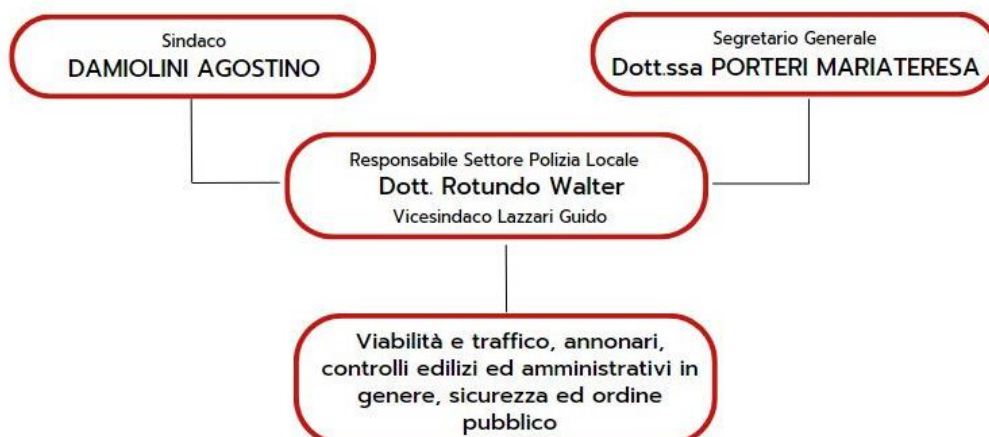 Sindaco
DAMIOLINI AGOSTINO
Segretario Generale
Dott.ssa PORTERI MARIATERESA
Responsabile Settore Polizia Locale
Dott. Rotundo Walter
Vicesindaco Lazzari Guido
Viabilità e traffico, annonari,
controlli edilizi ed amministrativi in
genere, sicurezza ed ordine
pubblico